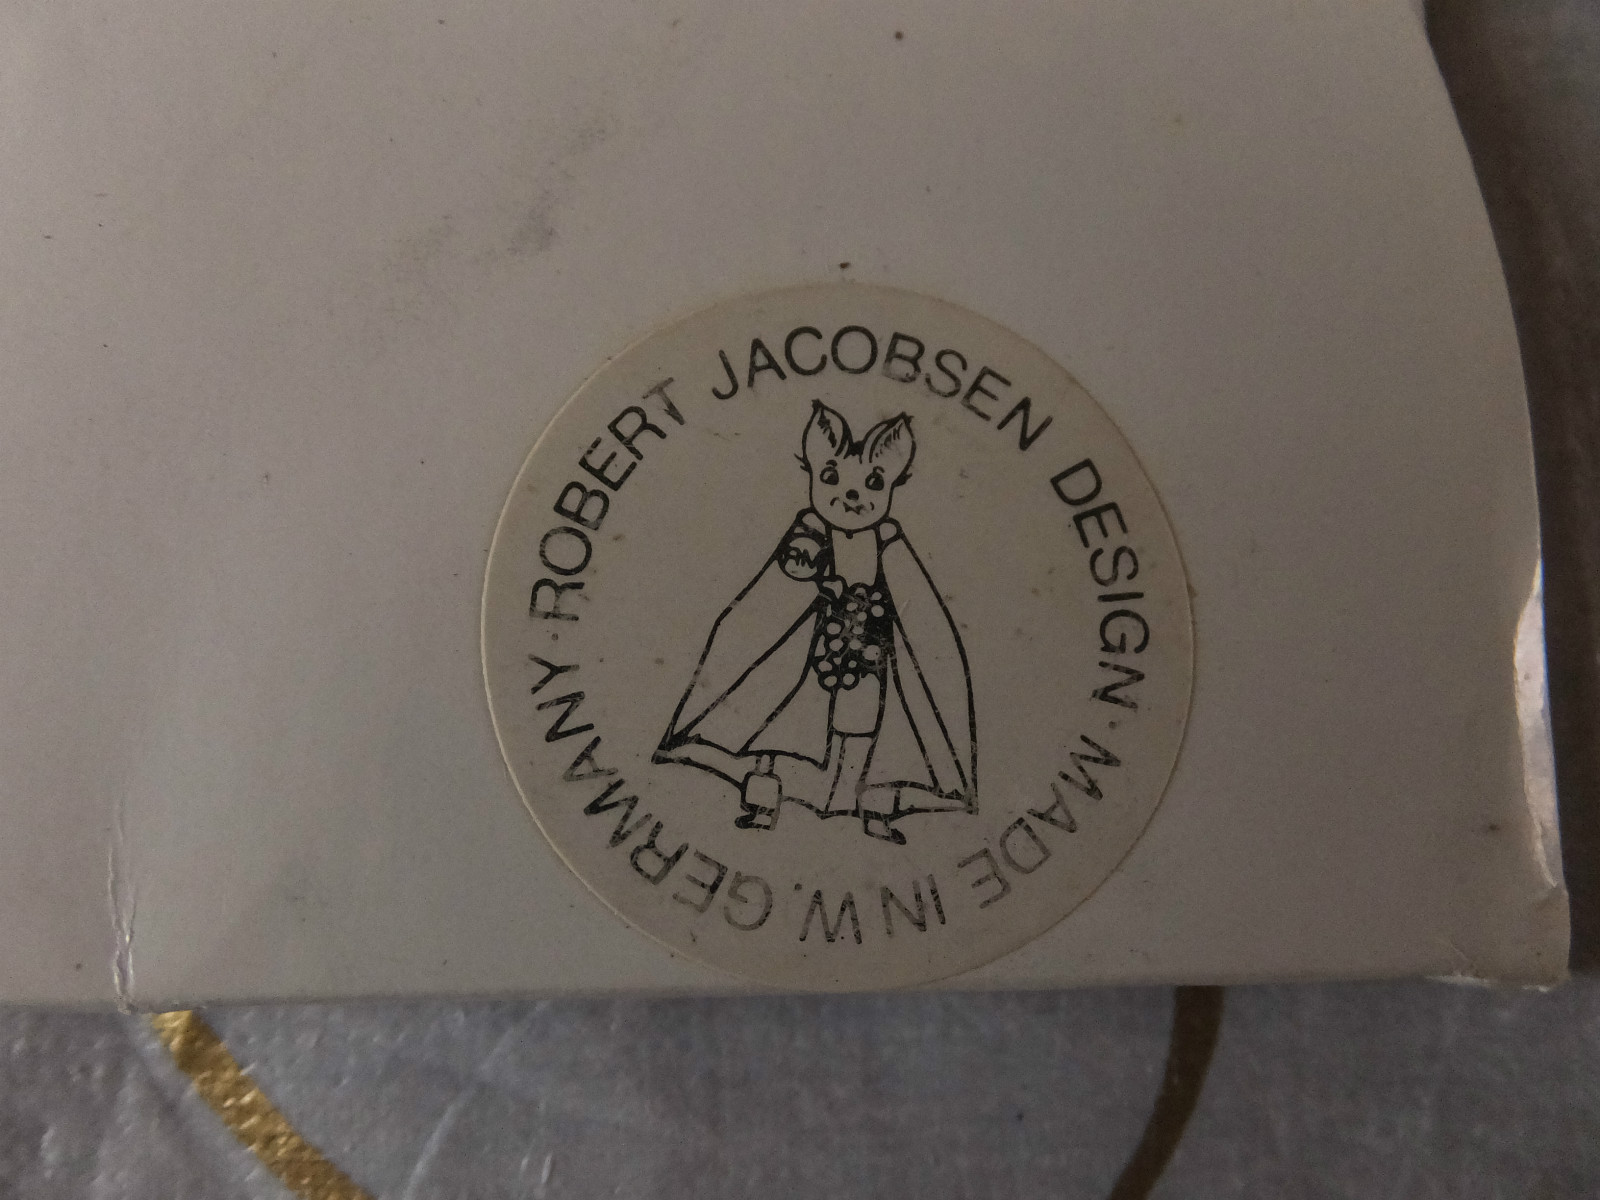 ROBERT JACOBSEN DESIGN · MADE IN W. GERMANY ·